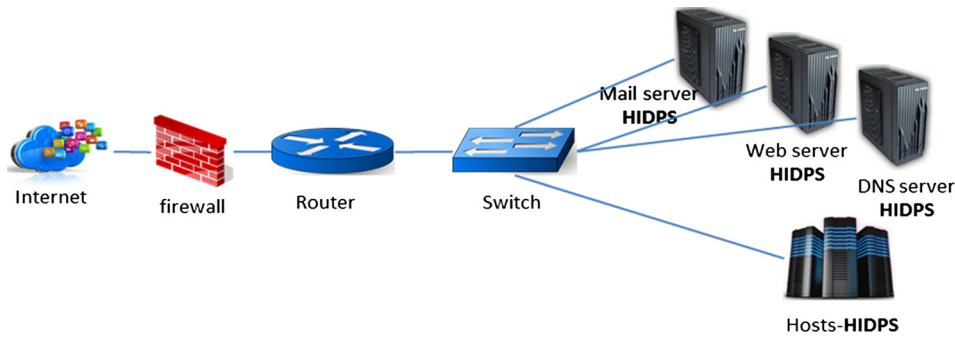 Mail server
HIDPS
Web server
HIDPS
DNS server
HIDPS
Internet
firewall
Router
Switch
Hosts-HIDPS